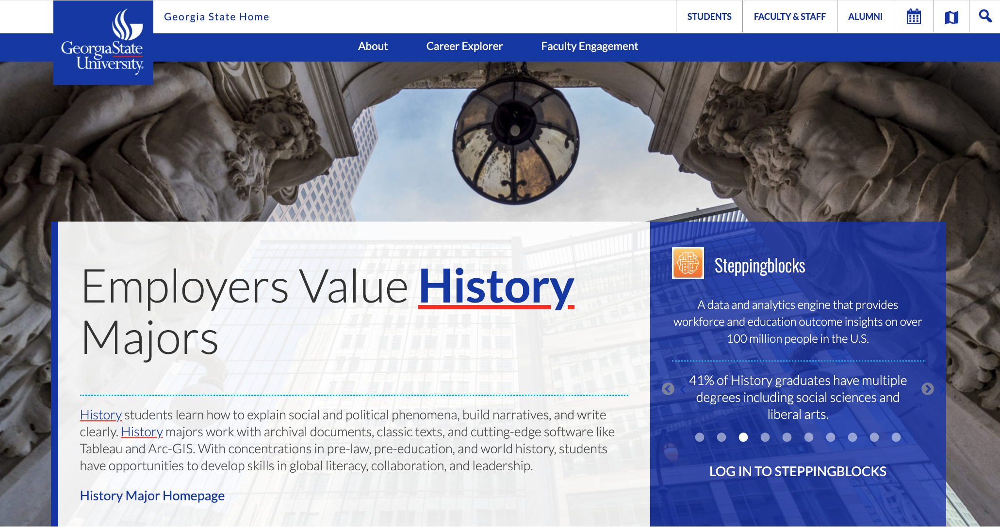 Georgia State Home
STUDENTS
FACULTY & STAFF
ALUMNI
GeorgiaState
University®
About
Career Explorer
Faculty Engagement
Employers Value History
Majors
History students learn how to explain social and political phenomena, build narratives, and write
clearly. History majors work with archival documents, classic texts, and cutting-edge software like
Tableau and Arc-GIS. With concentrations in pre-law, pre-education, and world history, students
have opportunities to develop skills in global literacy, collaboration, and leadership.
History Major Homepage
Steppingblocks
A data and analytics engine that provides
workforce and education outcome insights on over
100 million people in the U.S.
41% of History graduates have multiple
degrees including social sciences and
liberal arts.
LOG IN TO STEPPINGBLOCKS